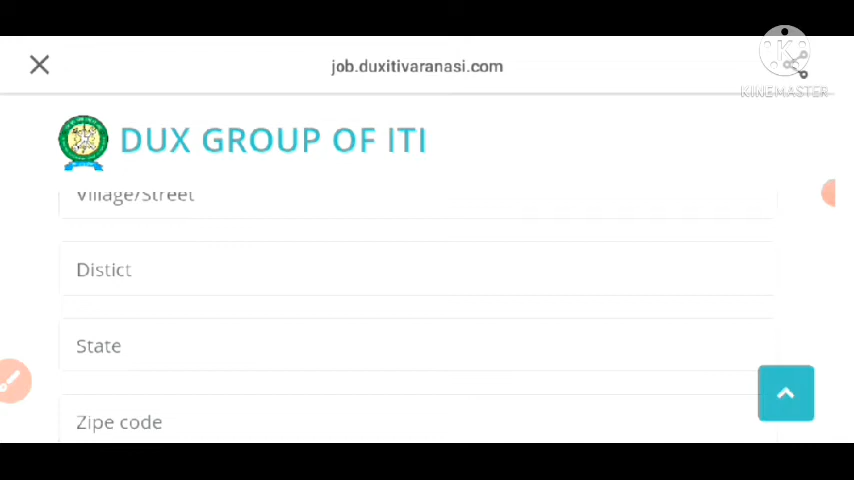 job.duxitivaranasi.com
KINEMASTER
DUX GROUP OF ITI
Village/Street
Distict
State
Zipe code